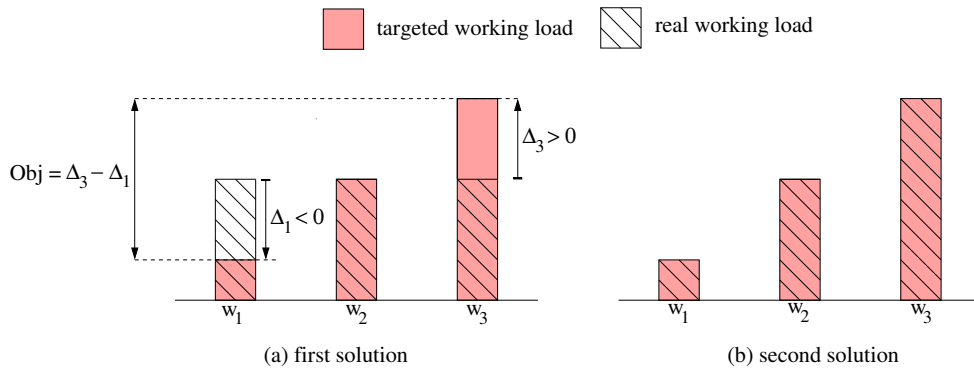 targeted working load
real working load
Obj = Δ₃ − Δ₁
Δ₁ < 0
Δ₃ > 0
w₁
w₂
w₃
(a) first solution
w₁
w₂
w₃
(b) second solution